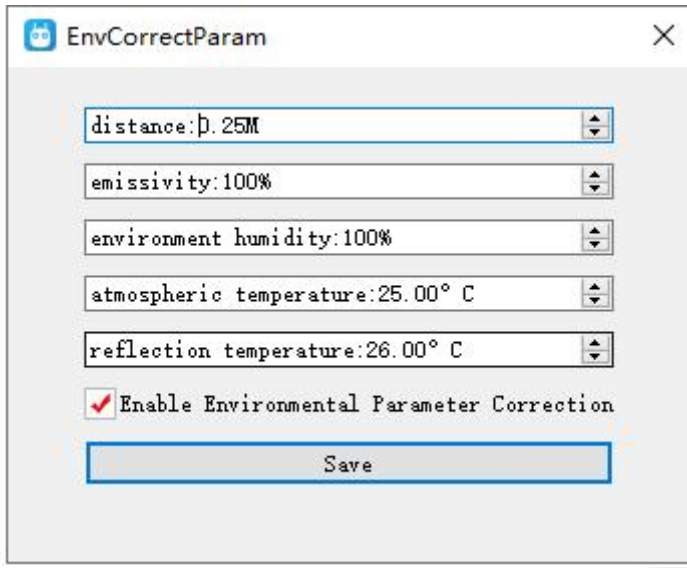 EnvCorrectParam
distance:0.25M
emissivity:100%
environment humidity:100%
atmospheric temperature:25.00° C
reflection temperature:26.00° C
Enable Environmental Parameter Correction
Save